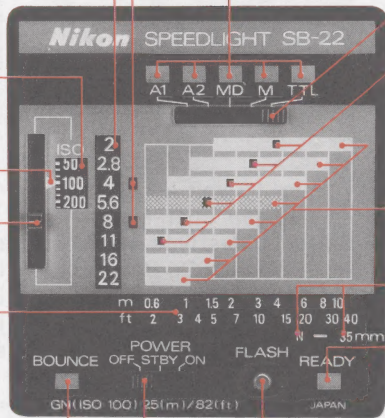 Nikon SPEEDLIGHT SB-22
A1 A2 MD M TTL
ISO
50
100
200
2
2.8
4
5.6
8
11
16
22
m 0.6 1 1.5 2 3 4 6 8 10
ft 2 3 4 5 7 10 15 20 30 40
N — 35mm
POWER
BOUNCE OFF STBY ON FLASH READY
GN(ISO 100) 25(m)/82(ft) JAPAN